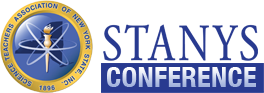 SCIENCE TEACHERS ASSOCIATION OF NEW YORK STATE, INC.
1896
STANYS
CONFERENCE